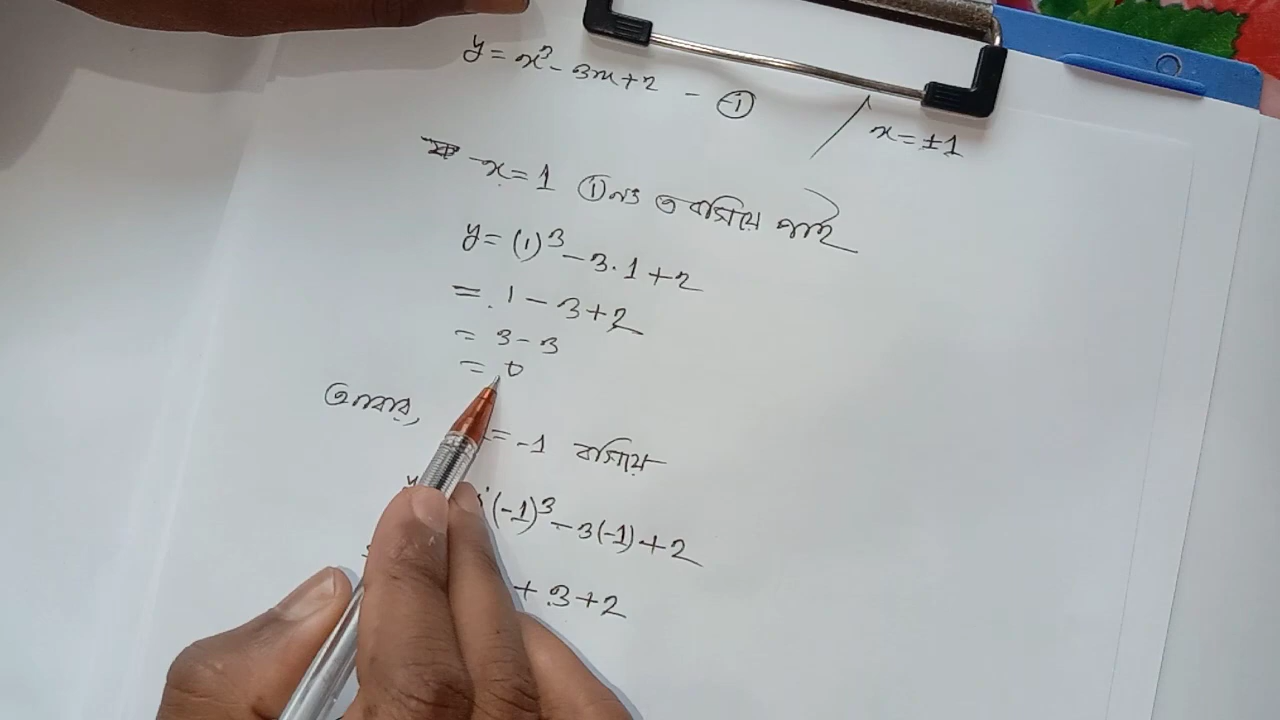 y = x³ - 3x + 2 - ①
x = ±1
x = 1 ①নং এ বসিয়ে পাই
y = (1)³ - 3.1 + 2
= 1 - 3 + 2
= 3 - 3
= 0
আবার, = -1 বসিয়ে
y (-1)³ - 3(-1) + 2
+ 3 + 2